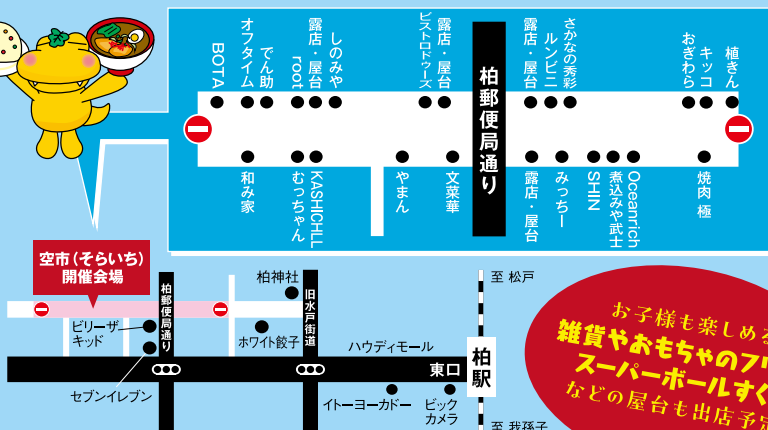 BOTA
オフタイム
でん助
root
露店・屋台
しのみや
ビストロドゥーズ
露店・屋台
柏郵便局通り
露店・屋台
ルンビニ
さかなの秀彩
おぎわら
キッコ
植きん
和み家
むっちゃん
KASHICHILL
やまん
文菜華
露店・屋台
みっちー
SHIN
煮込みや武士
Oceanrich
焼肉 極
空市(そらいち)
開催会場
柏郵便局通り
ビリーザ
キッド
セブンイレブン
柏神社
ホワイト餃子
旧水戸街道
ハウディモール
イトーヨーカドー
ビック
カメラ
東口
柏駅
至 松戸
至 我孫子
お子様も楽しめる
雑貨やおもちゃのフリ
スーパーボールすく
などの屋台も出店予定